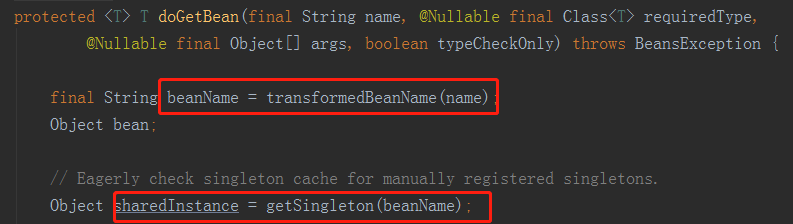 protected <T> T doGetBean(final String name, @Nullable final Class<T> requiredType,
@Nullable final Object[] args, boolean typeCheckOnly) throws BeansException {
final String beanName = transformedBeanName(name);
Object bean;
// Eagerly check singleton cache for manually registered singletons.
Object sharedInstance = getSingleton(beanName);